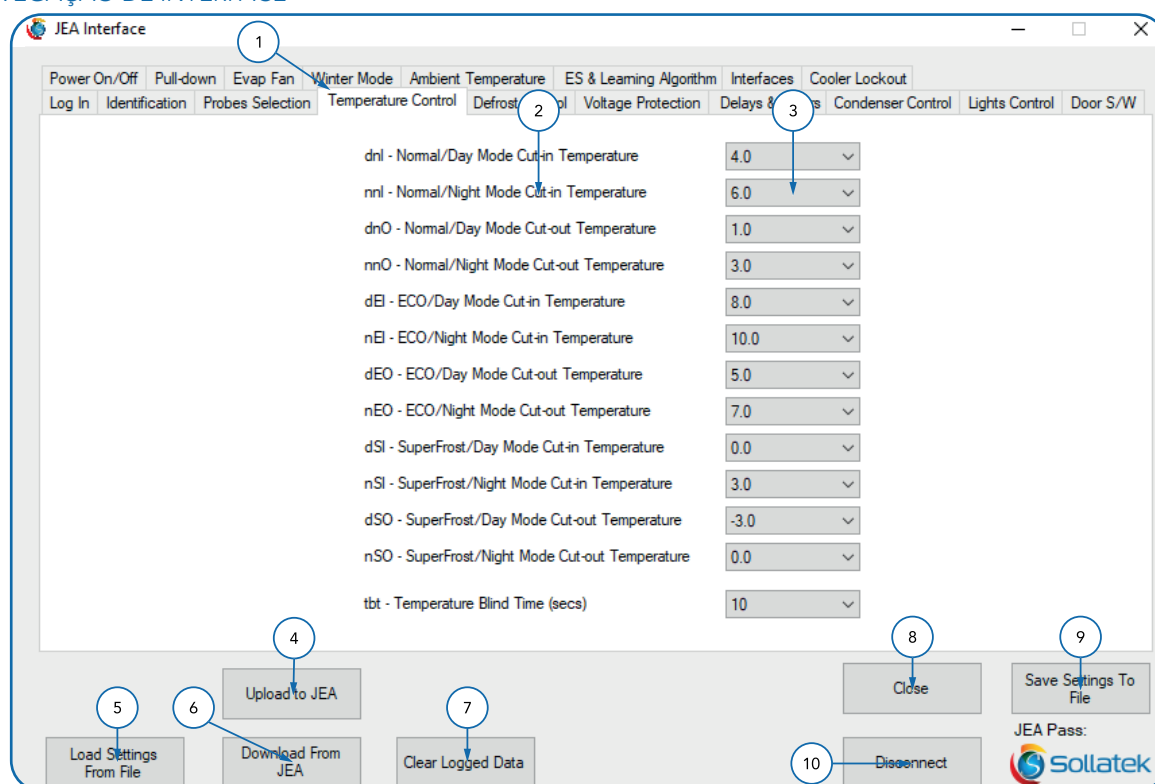 JEA Interface
1
Power On/Off Pull-down Evap Fan Winter Mode Ambient Temperature ES & Learning Algorithm Interfaces Cooler Lockout
Log In Identification Probes Selection Temperature Control Defrost Voltage Protection Delays & Condenser Control Lights Control Door S/W
2
3
dnI - Normal/Day Mode Cut-in Temperature 4.0
nnI - Normal/Night Mode Cut-in Temperature 6.0
dnO - Normal/Day Mode Cut-out Temperature 1.0
nnO - Normal/Night Mode Cut-out Temperature 3.0
dEI - ECO/Day Mode Cut-in Temperature 8.0
nEI - ECO/Night Mode Cut-in Temperature 10.0
dEO - ECO/Day Mode Cut-out Temperature 5.0
nEO - ECO/Night Mode Cut-out Temperature 7.0
dSI - SuperFrost/Day Mode Cut-in Temperature 0.0
nSI - SuperFrost/Night Mode Cut-in Temperature 3.0
dSO - SuperFrost/Day Mode Cut-out Temperature -3.0
nSO - SuperFrost/Night Mode Cut-out Temperature 0.0
tbt - Temperature Blind Time (secs) 10
4
8
9
Upload to JEA
Close
Save Settings To
File
5
6
7
JEA Pass:
Load Settings
From File
Download From
JEA
Clear Logged Data
10
Disconnect
Sollatek